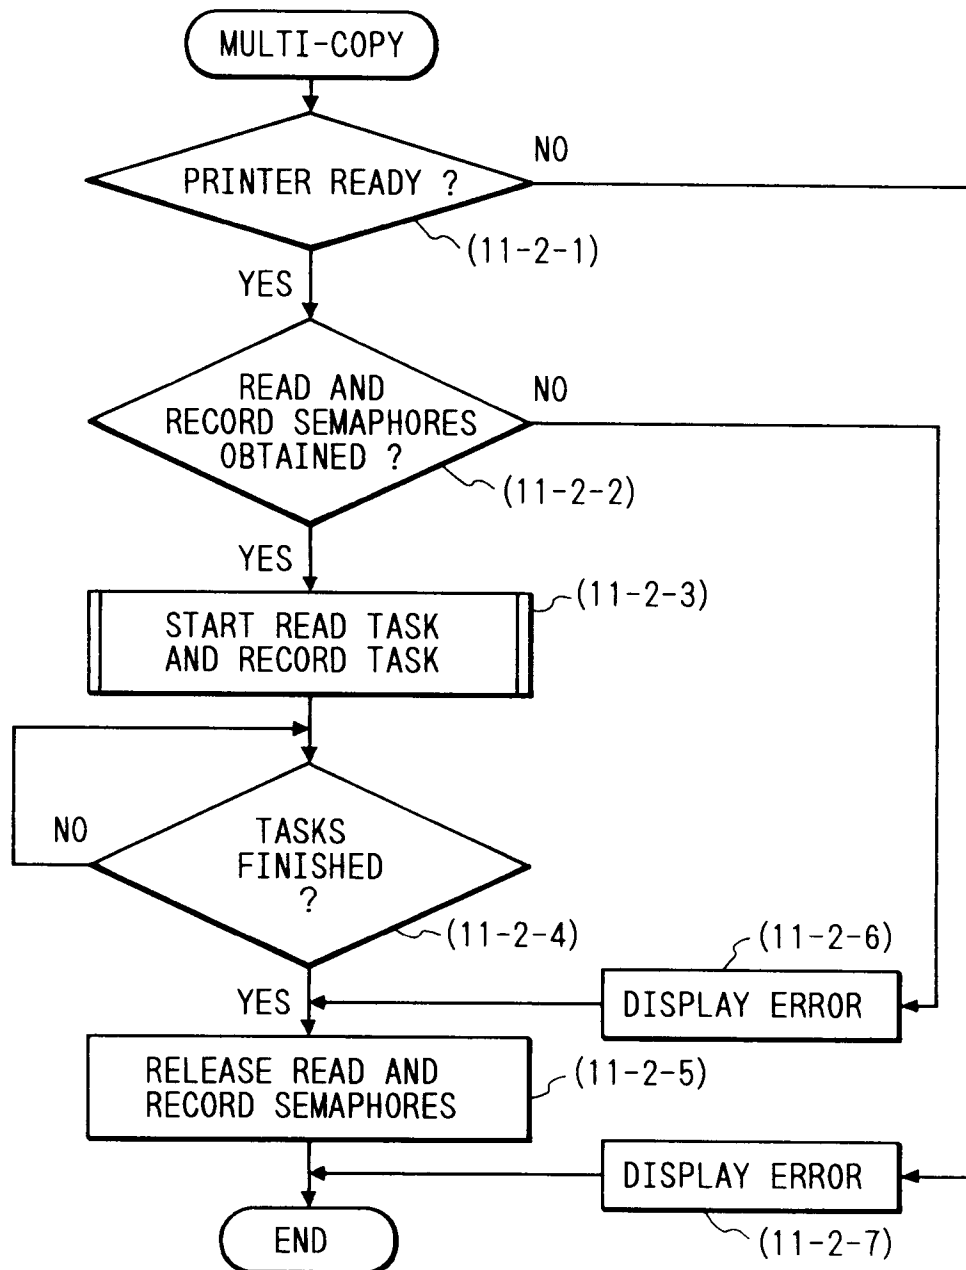 MULTI-COPY
NO
PRINTER READY ?
(11-2-1)
YES
READ AND
RECORD SEMAPHORES
OBTAINED ?
NO
(11-2-2)
YES
(11-2-3)
START READ TASK
AND RECORD TASK
NO
TASKS
FINISHED
?
(11-2-4)
(11-2-6)
YES
DISPLAY ERROR
RELEASE READ AND
RECORD SEMAPHORES
(11-2-5)
DISPLAY ERROR
(11-2-7)
END